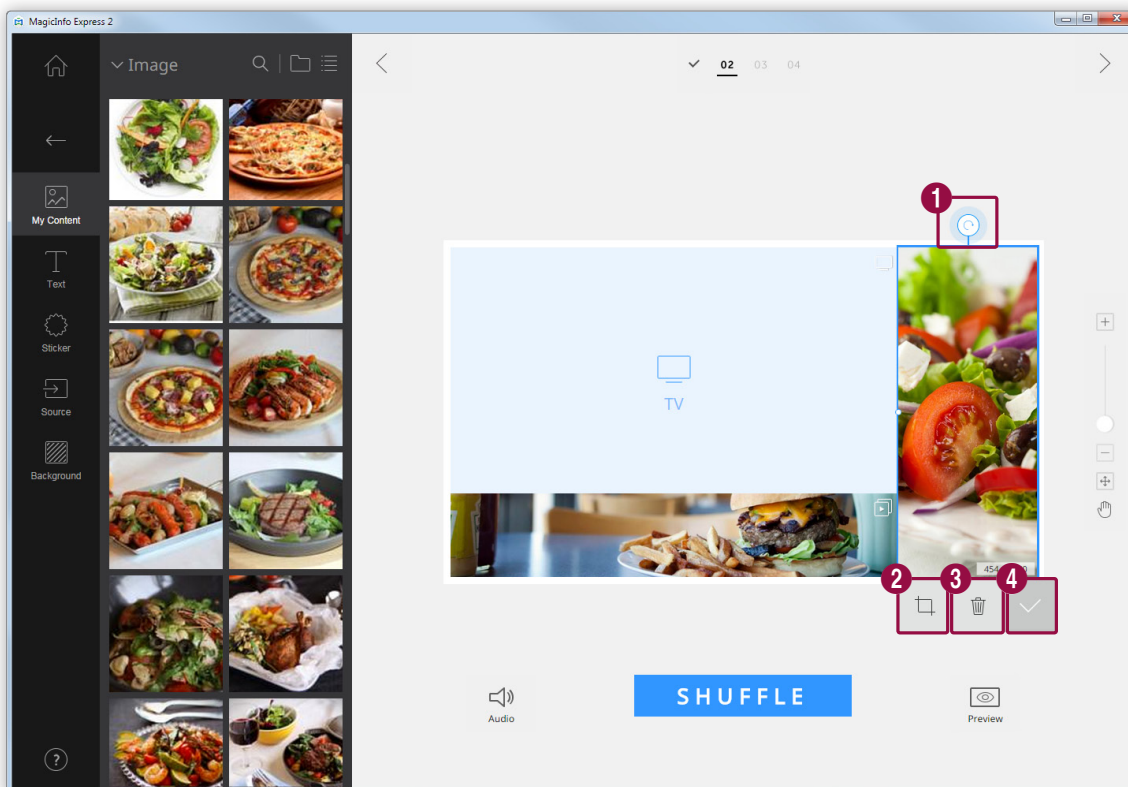 MagicInfo Express 2
Image
02 03 04
My Content
Text
Sticker
Source
Background
?
TV
1
2
3
4
SHUFFLE
Audio
Preview